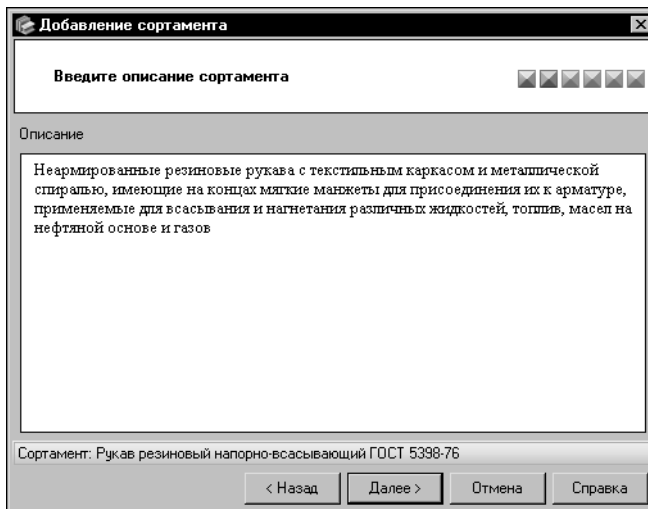 Добавление сортамента
Введите описание сортамента
Описание
Неармированные резиновые рукава с текстильным каркасом и металлической
спиралью, имеющие на концах мягкие манжеты для присоединения их к арматуре,
применяемые для всасывания и нагнетания различных жидкостей, топлив, масел на
нефтяной основе и газов
Сортамент: Рукав резиновый напорно-всасывающий ГОСТ 5398-76
< Назад
Далее >
Отмена
Справка